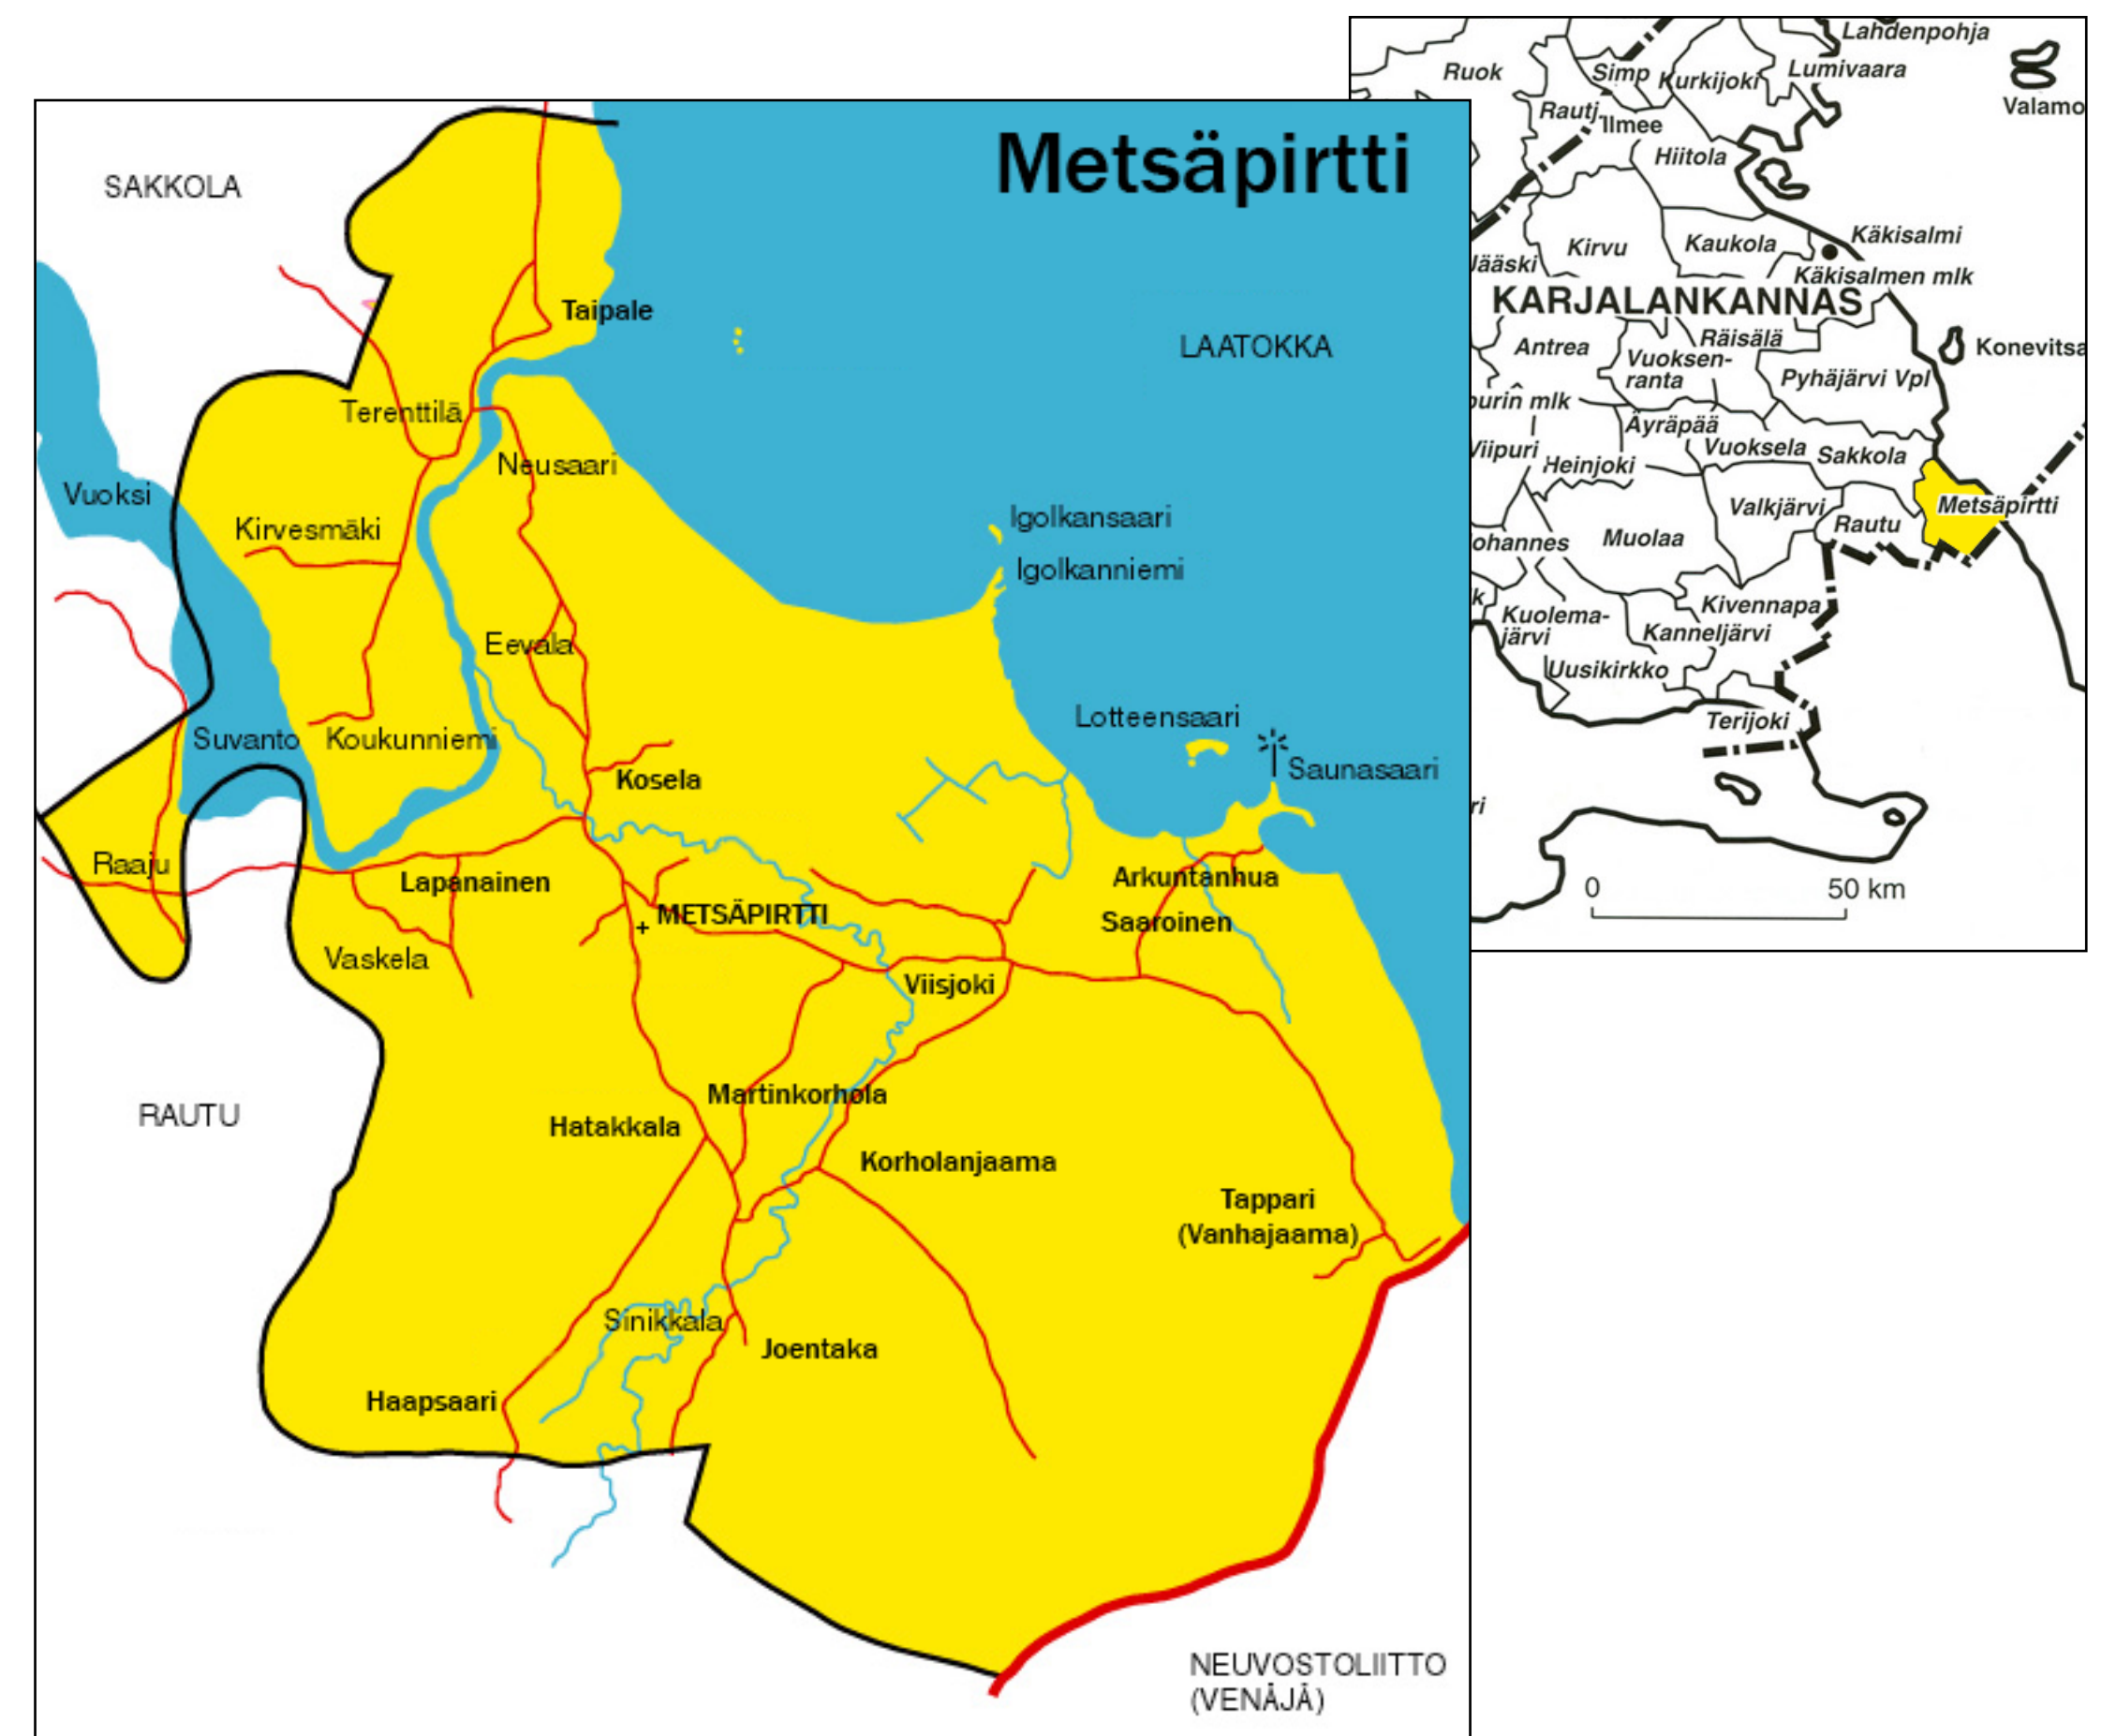 Metsäpirtti
SAKKOLA
Taipale
LAATOKKA
Terenttilä
Neusaari
Vuoksi
Kirvesmäki
Igolkansaari
Igolkanniemi
Eevala
Lotteensaari
Suvanto
Koukunniemi
Saunasaari
Kosela
Raaju
Lapanainen
Arkuntanhua
METSÄPIRTTI
Saaroinen
Vaskela
Viisjoki
RAUTU
Martinkorhola
Hatakkala
Korholanjaama
Tappari
(Vanhajaama)
Sinikkala
Joentaka
Haapsaari
NEUVOSTOLIITTO
(VENÄJÄ)
Lahdenpohja
Ruok
Simp
Kurkijoki
Lumivaara
Valamo
Rautj
Ilmee
Hiitola
Käkisalmi
Kirvu
Kaukola
Jääski
Käkisalmen mlk
KARJALANKANNAS
Antrea
Räisälä
Konevitsa
Vuoksen-
ranta
Pyhäjärvi Vpl
purin mlk
Äyräpää
Viipuri
Heinjoki
Vuoksela
Sakkola
Valkjärvi
Metsäpirtti
Rautu
ohannes
Muolaa
k
Kuolema-
järvi
Kivennapa
Kanneljärvi
Uusikirkko
Terijoki
ri
0
50 km